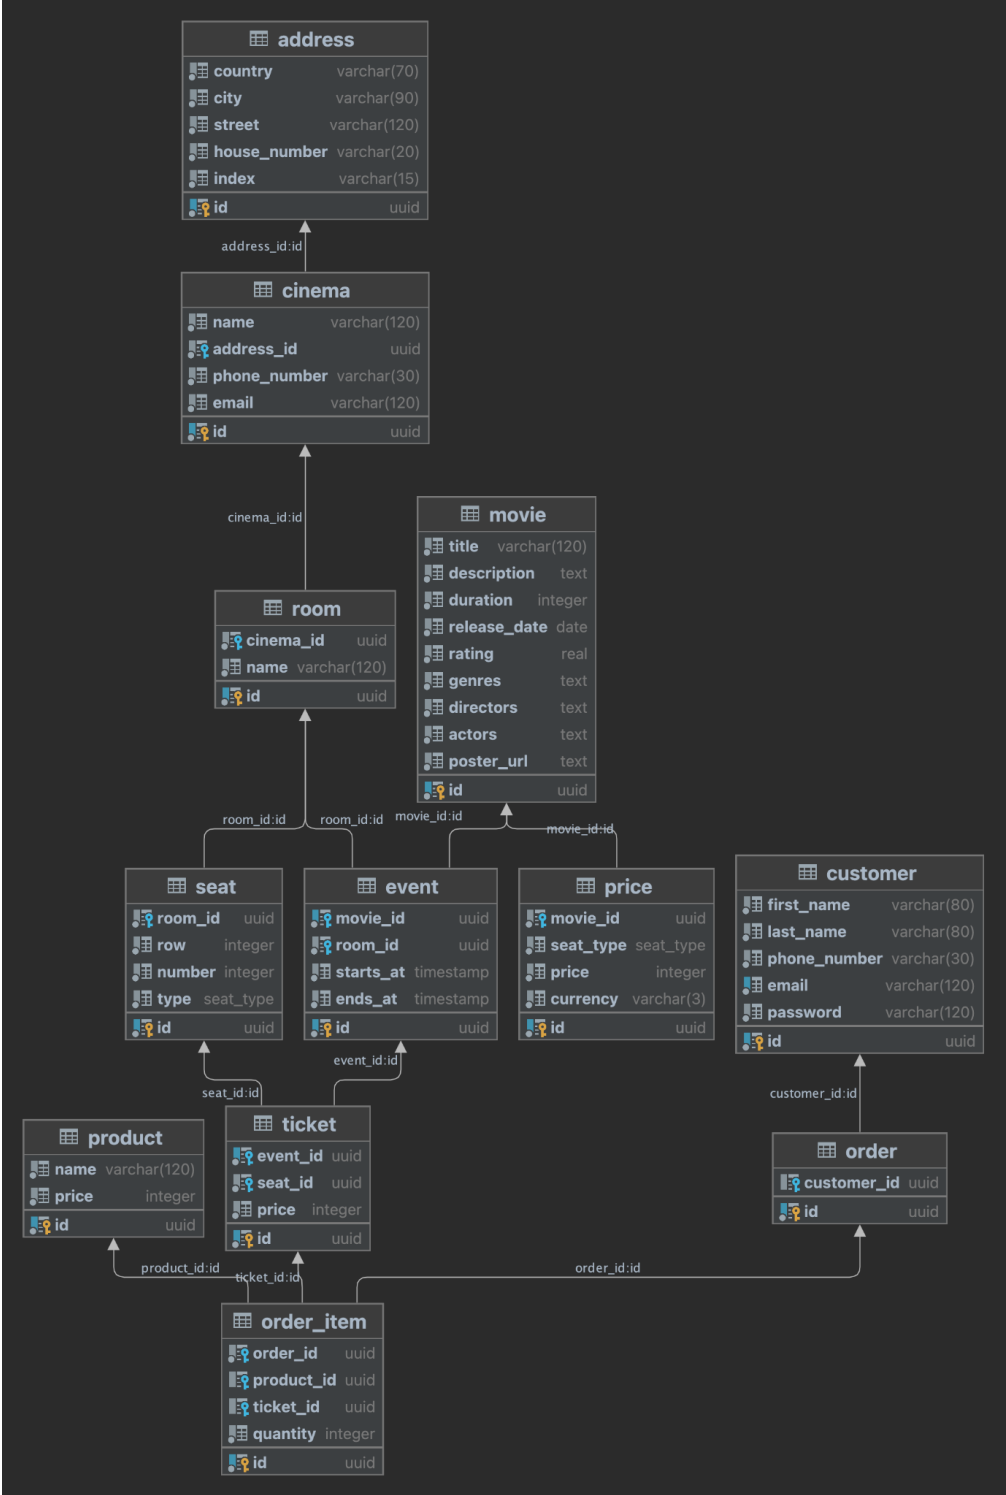 address
country varchar(70)
city varchar(90)
street varchar(120)
house_number varchar(20)
index varchar(15)
id uuid
address_id:id
cinema
name varchar(120)
address_id uuid
phone_number varchar(30)
email varchar(120)
id uuid
cinema_id:id
movie
title varchar(120)
description text
duration integer
release_date date
rating real
genres text
directors text
actors text
poster_url text
id uuid
room
cinema_id uuid
name varchar(120)
id uuid
room_id:id
room_id:id
movie_id:id
movie_id:id
seat
room_id uuid
row integer
number integer
type seat_type
id uuid
event
movie_id uuid
room_id uuid
starts_at timestamp
ends_at timestamp
id uuid
price
movie_id uuid
seat_type seat_type
price integer
currency varchar(3)
id uuid
customer
first_name varchar(80)
last_name varchar(80)
phone_number varchar(30)
email varchar(120)
password varchar(120)
id uuid
event_id:id
seat_id:id
customer_id:id
product
name varchar(120)
price integer
id uuid
ticket
event_id uuid
seat_id uuid
price integer
id uuid
order
customer_id uuid
id uuid
product_id:id
ticket_id:id
order_id:id
order_item
order_id uuid
product_id uuid
ticket_id uuid
quantity integer
id uuid